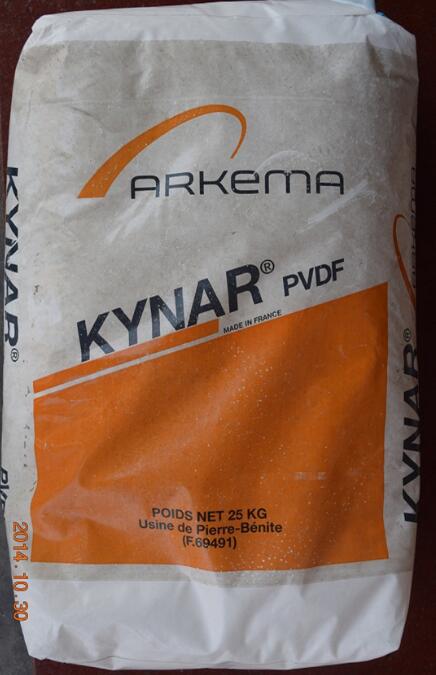 ARKEMA
KYNAR® PVDF
MADE IN FRANCE
POIDS NET 25 KG
Usine de Pierre-Bénite
(F.69491)
KYNAR®
KYNAR®
2014.10.30